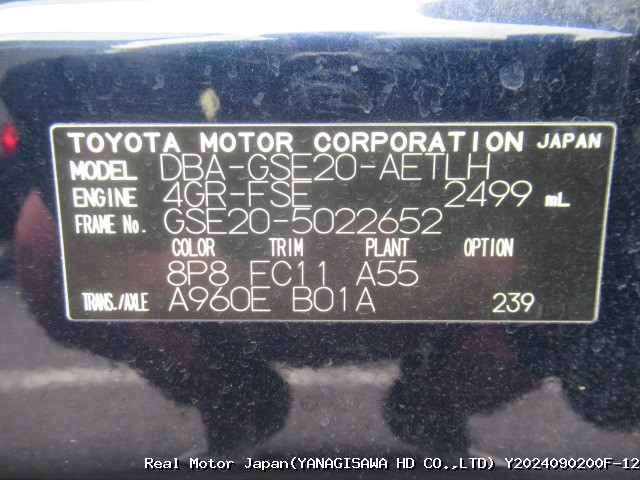 TOYOTA MOTOR CORPORATION JAPAN
MODEL DBA-GSE20-AETLH
ENGINE 4GR-FSE 2499 mL
FRAME No. GSE20-5022652
COLOR TRIM PLANT OPTION
8P8 FC11 A55
TRANS./AXLE A960E B01A 239
Real Motor Japan(YANAGISAWA HD CO.,LTD) Y2024090200F-12